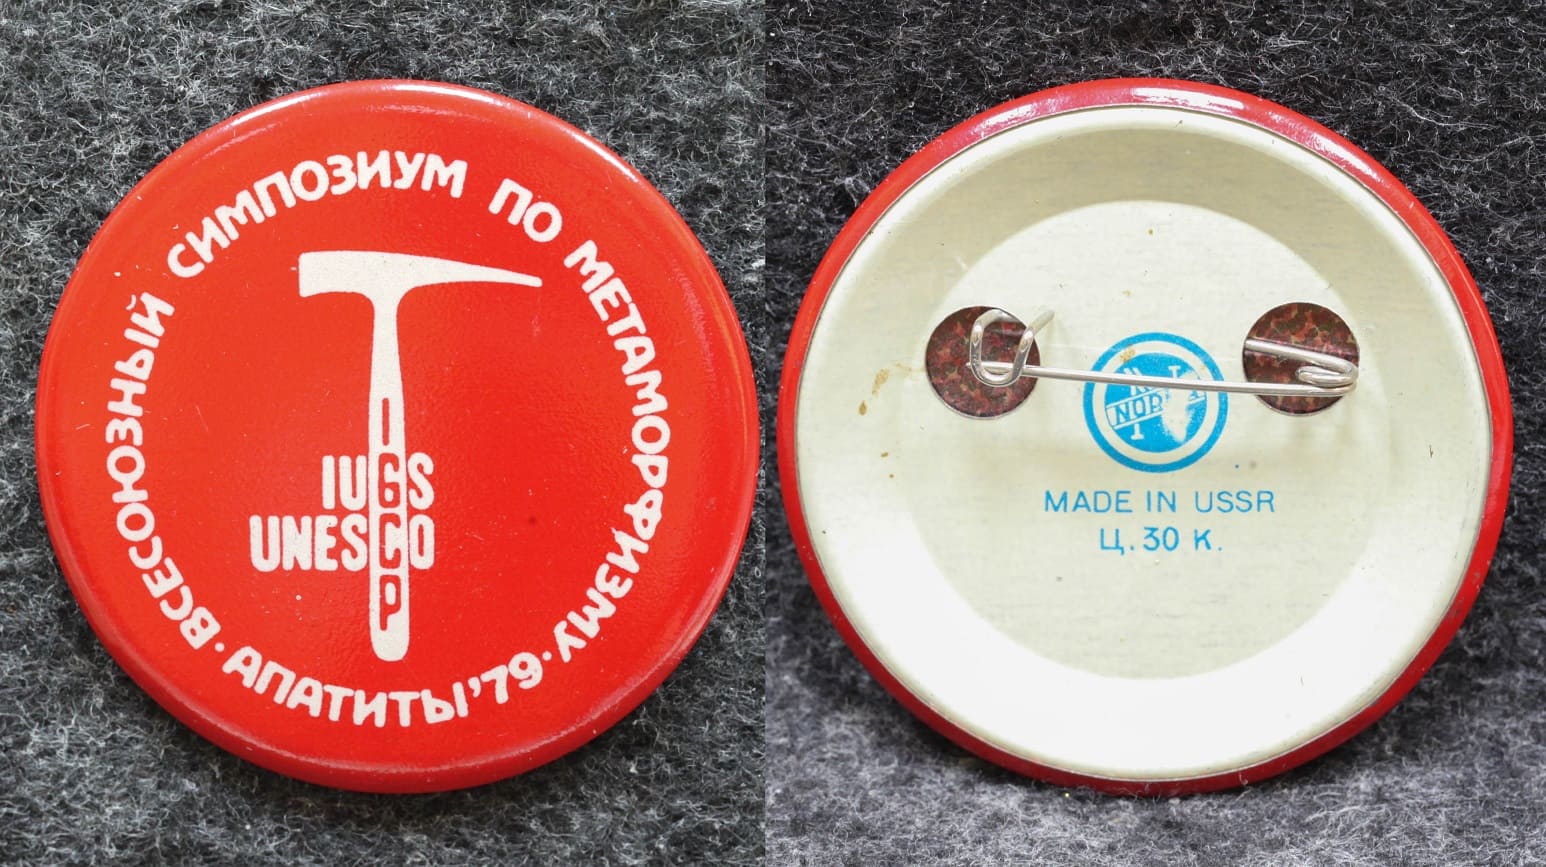 ВСЕСОЮЗНЫЙ СИМПОЗИУМ ПО МЕТАМОРФИЗМУ
· АПАТИТЫ'79 ·
IUGS
UNESCO
IGCP
MADE IN USSR
Ц. 30 К.